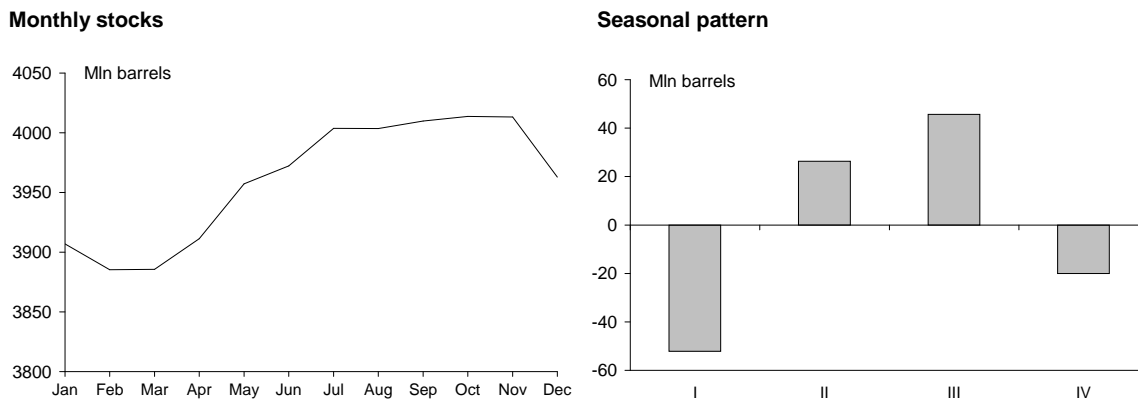 Monthly stocks
Mln barrels
4050
4000
3950
3900
3850
3800
Jan Feb Mar Apr May Jun Jul Aug Sep Oct Nov Dec
Seasonal pattern
Mln barrels
60
40
20
0
-20
-40
-60
I II III IV